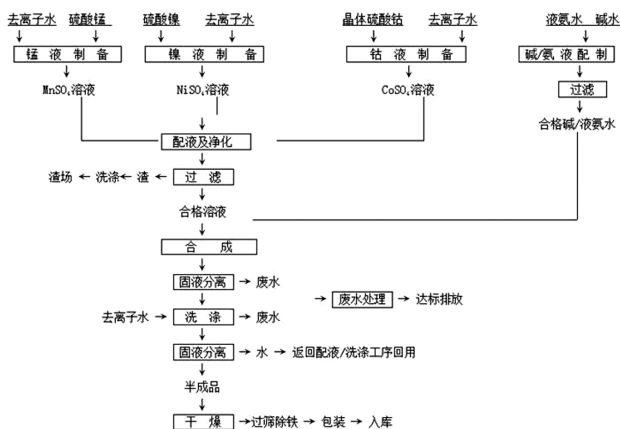 去离子水 硫酸锰 硫酸镍 去离子水 晶体硫酸钴 去离子水 液氨水 碱水
锰液制备 镍液制备 钴液制备 碱/氨液配制
MnSO₄溶液 NiSO₄溶液 CoSO₄溶液 过滤
合格碱/液氨水
配液及净化
渣场 洗涤 渣 过滤
合格溶液
合成
固液分离 废水
废水处理 达标排放
去离子水 洗涤 废水
固液分离 水 返回配液/洗涤工序回用
半成品
干燥 过筛除铁 包装 入库